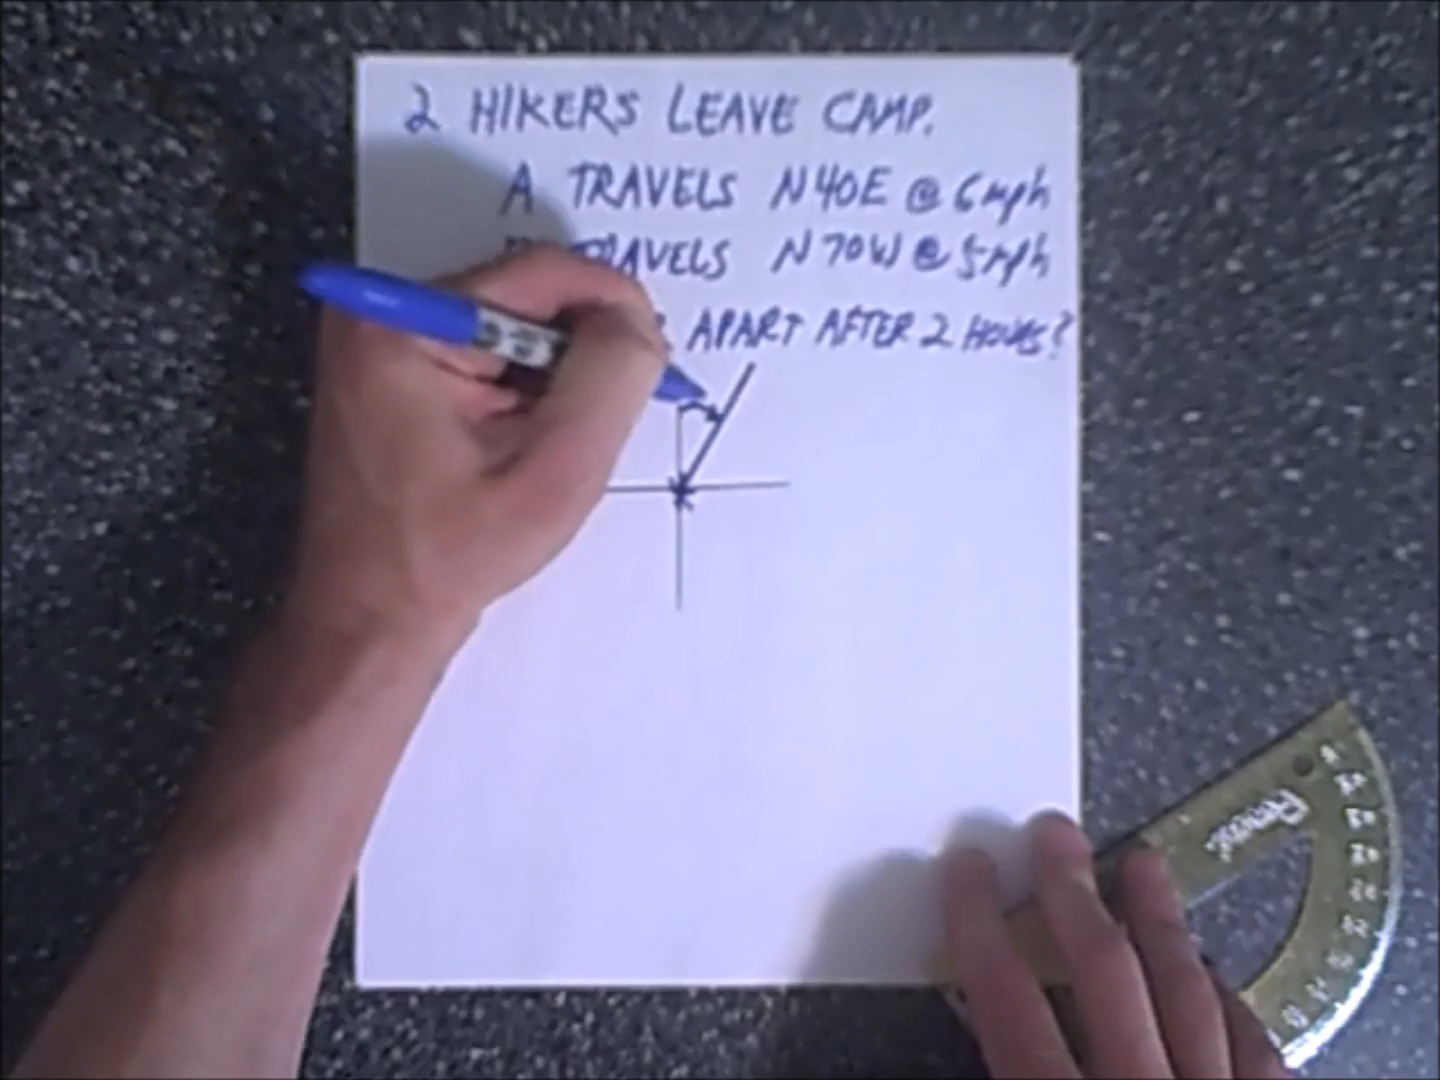 2 HIKERS LEAVE CAMP.
A TRAVELS N40E @ 6mph
TRAVELS N70W @ 5mph
APART AFTER 2 HOURS?